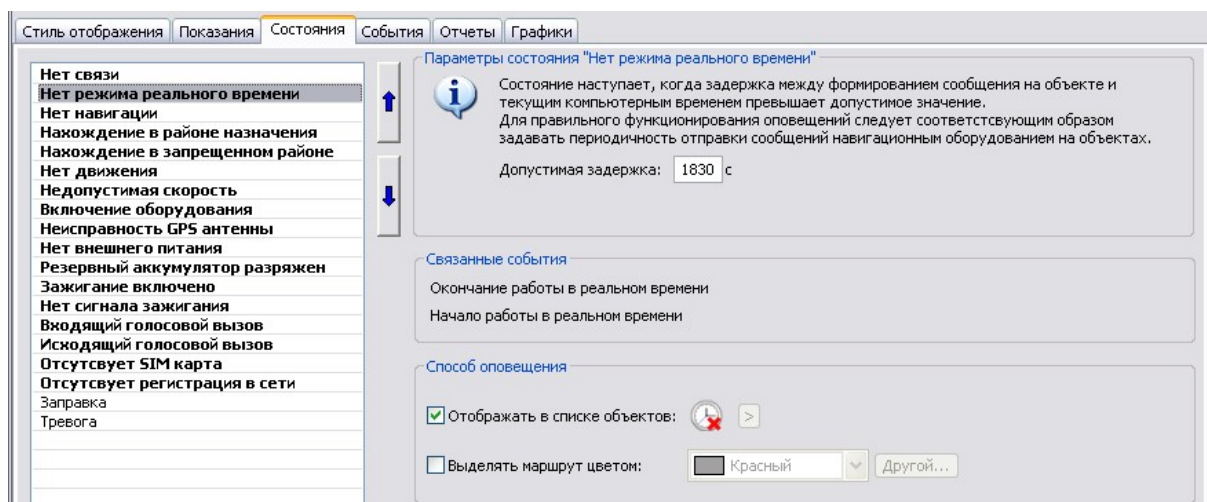 Стиль отображения Показания Состояния События Отчеты Графики
Нет связи
Нет режима реального времени
Нет навигации
Нахождение в районе назначения
Нахождение в запрещенном районе
Нет движения
Недопустимая скорость
Включение оборудования
Неисправность GPS антенны
Нет внешнего питания
Резервный аккумулятор разряжен
Зажигание включено
Нет сигнала зажигания
Входящий голосовой вызов
Исходящий голосовой вызов
Отсутсвует SIM карта
Отсутсвует регистрация в сети
Заправка
Тревога
Параметры состояния "Нет режима реального времени"
Состояние наступает, когда задержка между формированием сообщения на объекте и
текущим компьютерным временем превышает допустимое значение.
Для правильного функционирования оповещений следует соответстсвующим образом
задавать периодичность отправки сообщений навигационным оборудованием на объектах.
Допустимая задержка: 1830 с
Связанные события
Окончание работы в реальном времени
Начало работы в реальном времени
Способ оповещения
Отображать в списке объектов: >
Выделять маршрут цветом: Красный Другой...